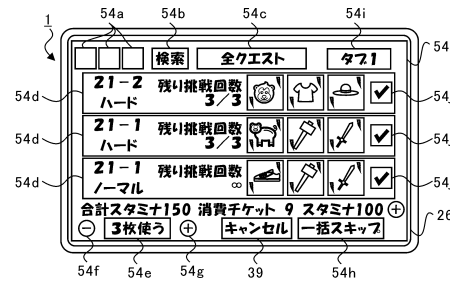 1
54a 54b 54c 54i
検索 全クエスト タブ1 54
21-2 残り挑戦回数
ハード 3/3
54d 54
21-1 残り挑戦回数
ハード 3/3
54d 54
21-1 残り挑戦回数
ノーマル ∞
54d 54
合計スタミナ150 消費チケット 9 スタミナ100 +
− 3枚使う + キャンセル 一括スキップ 26
54f 54e 54g 39 54h